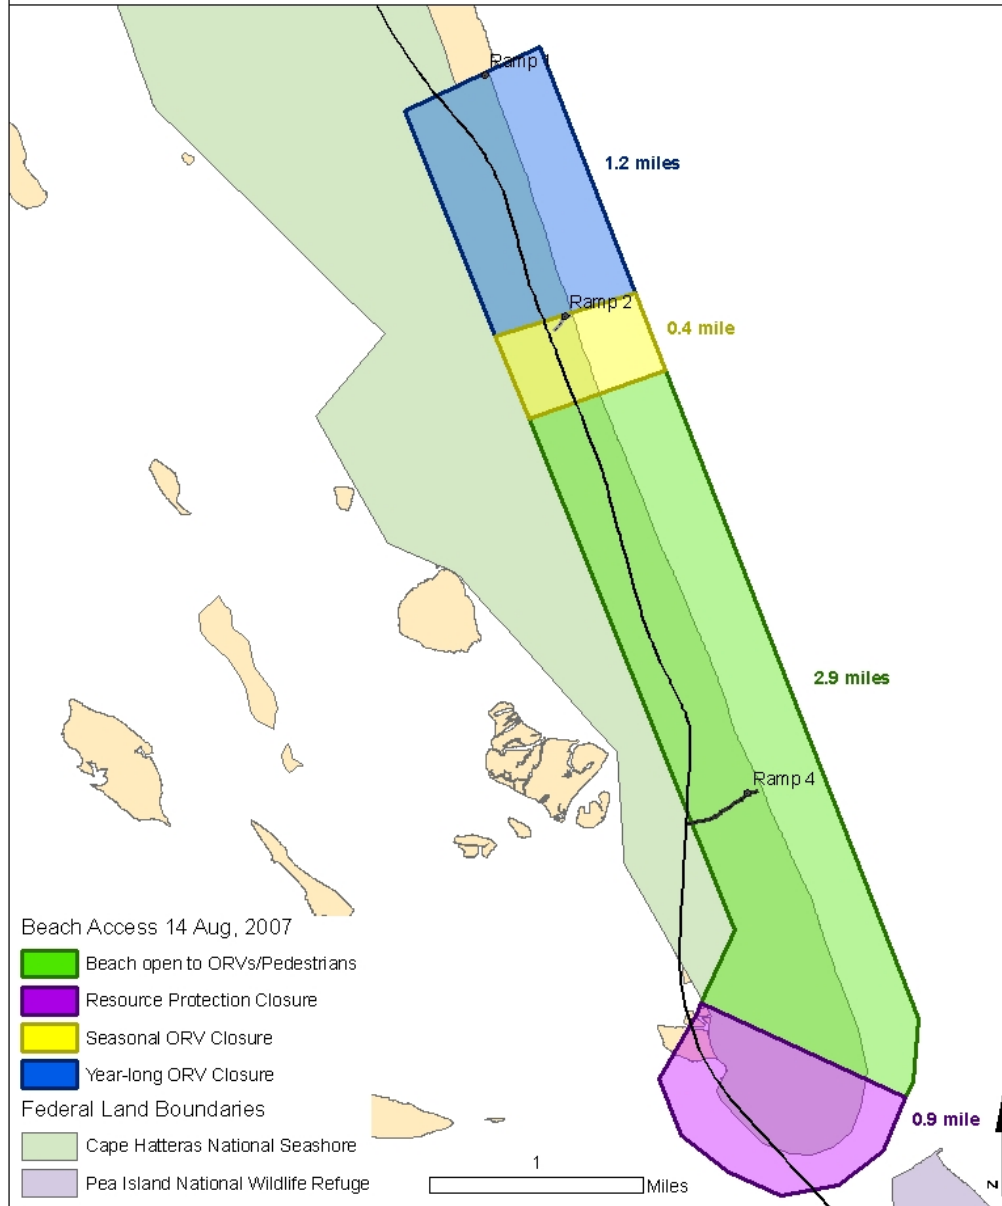 Ramp 1
1.2 miles
Ramp 2
0.4 mile
2.9 miles
Ramp 4
Beach Access 14 Aug, 2007
Beach open to ORVs/Pedestrians
Resource Protection Closure
Seasonal ORV Closure
Year-long ORV Closure
Federal Land Boundaries
Cape Hatteras National Seashore
Pea Island National Wildlife Refuge
0.9 mile
1
Miles
N